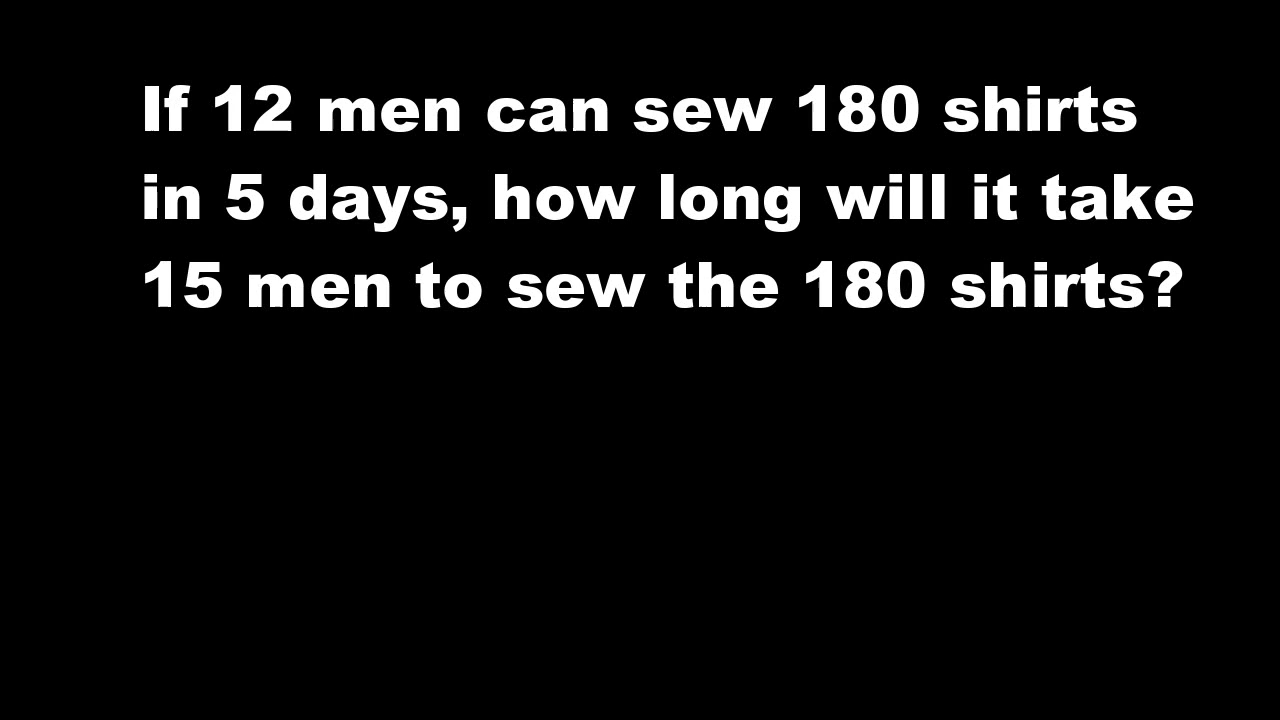 If 12 men can sew 180 shirts
in 5 days, how long will it take
15 men to sew the 180 shirts?